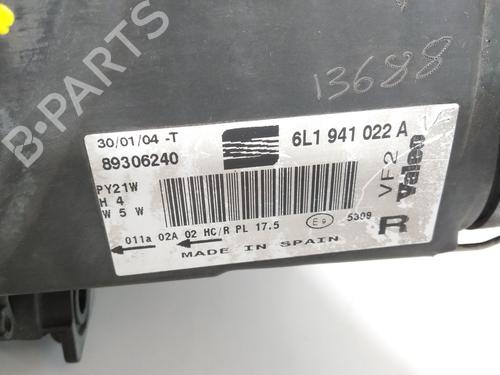 13688
30/01/04 -T
89306240
6L1 941 022 A
PY21W
H 4
W 5 W
VF2
Valeo
011a 02A 02 HC/R PL 17.5
E9
5309
R
MADE IN SPAIN